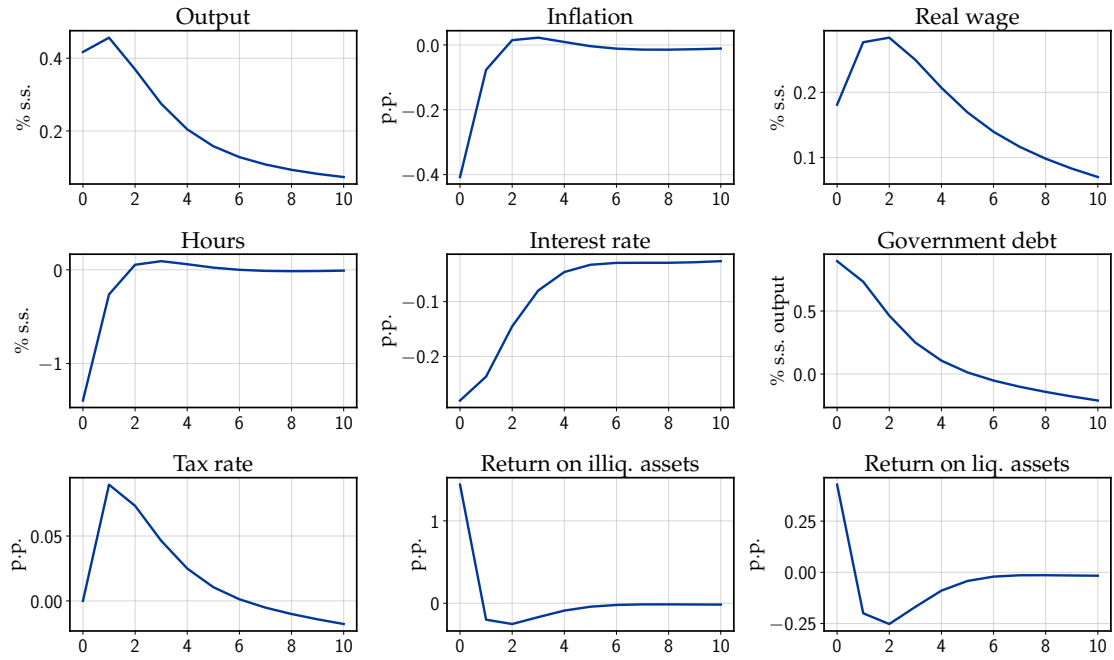 Output
Inflation
Real wage
% s.s.
0.4
0.2
0 2 4 6 8 10
p.p.
0.0
−0.2
−0.4
0 2 4 6 8 10
% s.s.
0.2
0.1
0 2 4 6 8 10
Hours
Interest rate
Government debt
% s.s.
0
−1
0 2 4 6 8 10
p.p.
−0.1
−0.2
0 2 4 6 8 10
% s.s. output
0.5
0.0
0 2 4 6 8 10
Tax rate
Return on illiq. assets
Return on liq. assets
p.p.
0.05
0.00
0 2 4 6 8 10
p.p.
1
0
0 2 4 6 8 10
p.p.
0.25
0.00
−0.25
0 2 4 6 8 10